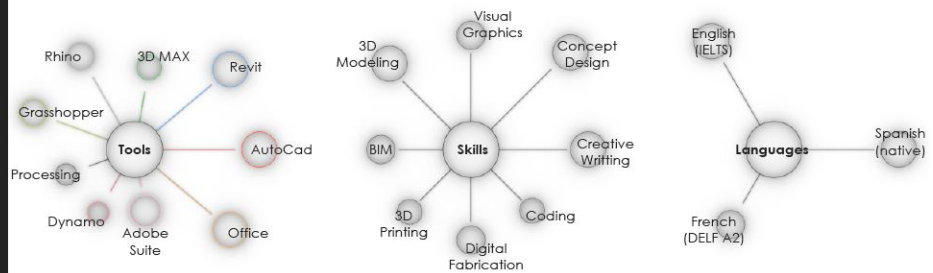 Rhino
3D MAX
Revit
Grasshopper
Tools
AutoCad
Processing
Dynamo
Adobe
Suite
Office
Visual
Graphics
3D
Modeling
Concept
Design
BIM
Skills
Creative
Writting
3D
Printing
Coding
Digital
Fabrication
English
(IELTS)
Languages
Spanish
(native)
French
(DELF A2)